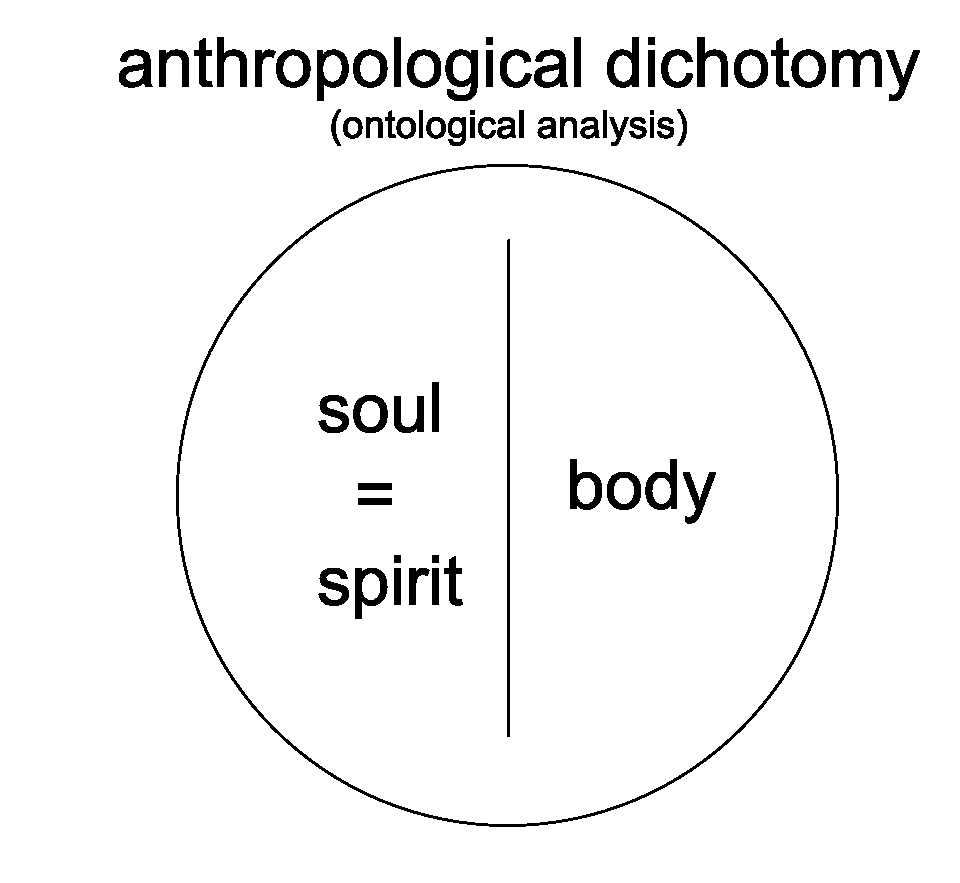 anthropological dichotomy
(ontological analysis)
soul
=
spirit
body